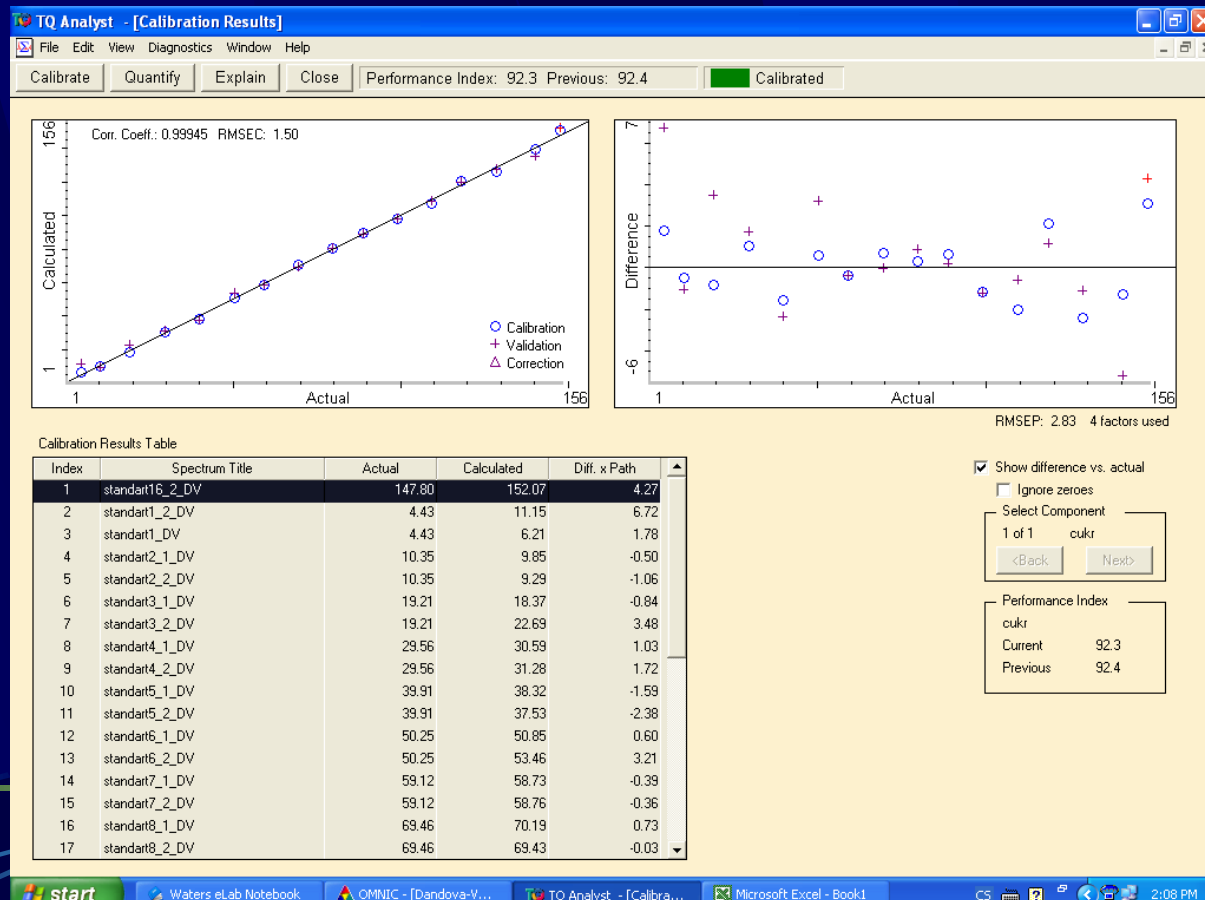 TQ Analyst - [Calibration Results]
File Edit View Diagnostics Window Help
Calibrate Quantify Explain Close Performance Index: 92.3 Previous: 92.4 Calibrated
Corr. Coeff.: 0.99945 RMSEC: 1.50
156
Calculated
1
Calibration
Validation
Correction
1 Actual 156
7
Difference
-6
1 Actual 156
RMSEP: 2.83 4 factors used
Calibration Results Table
Index Spectrum Title Actual Calculated Diff. x Path
1 standart16_2_DV 147.80 152.07 4.27
2 standart1_2_DV 4.43 11.15 6.72
3 standart1_DV 4.43 6.21 1.78
4 standart2_1_DV 10.35 9.85 -0.50
5 standart2_2_DV 10.35 9.29 -1.06
6 standart3_1_DV 19.21 18.37 -0.84
7 standart3_2_DV 19.21 22.69 3.48
8 standart4_1_DV 29.56 30.59 1.03
9 standart4_2_DV 29.56 31.28 1.72
10 standart5_1_DV 39.91 38.32 -1.59
11 standart5_2_DV 39.91 37.53 -2.38
12 standart6_1_DV 50.25 50.85 0.60
13 standart6_2_DV 50.25 53.46 3.21
14 standart7_1_DV 59.12 58.73 -0.39
15 standart7_2_DV 59.12 58.76 -0.36
16 standart8_1_DV 69.46 70.19 0.73
17 standart8_2_DV 69.46 69.43 -0.03
Show difference vs. actual
Ignore zeroes
Select Component
1 of 1 cukr
<Back Next>
Performance Index
cukr
Current 92.3
Previous 92.4
start Waters eLab Notebook OMNIC - [Dandova-V... TQ Analyst - [Calibra... Microsoft Excel - Book1 CS 2:08 PM